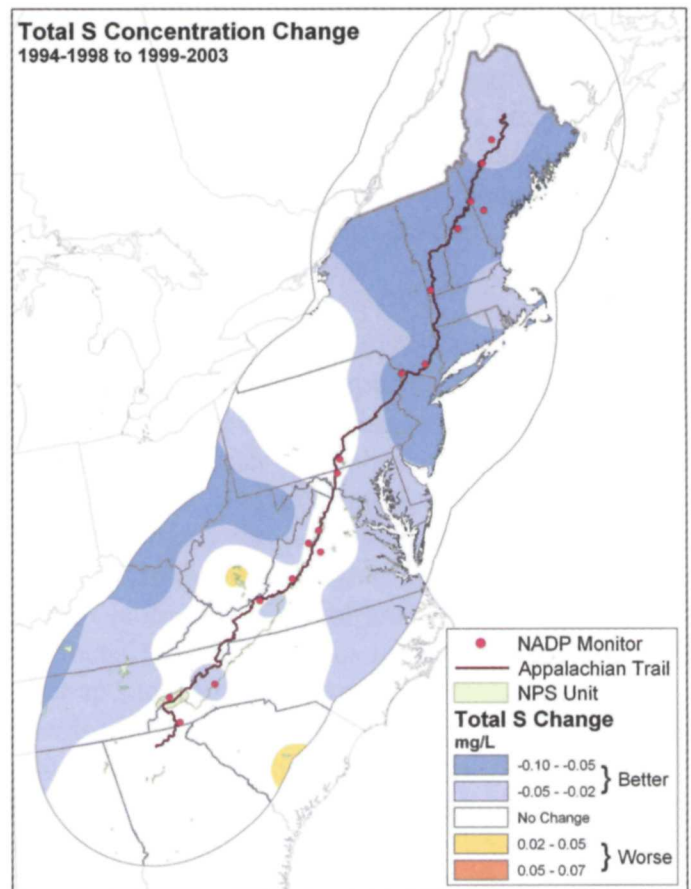 Total S Concentration Change
1994-1998 to 1999-2003
NADP Monitor
Appalachian Trail
NPS Unit
Total S Change
mg/L
-0.10 - -0.05
-0.05 - -0.02
} Better
No Change
0.02 - 0.05
0.05 - 0.07
} Worse